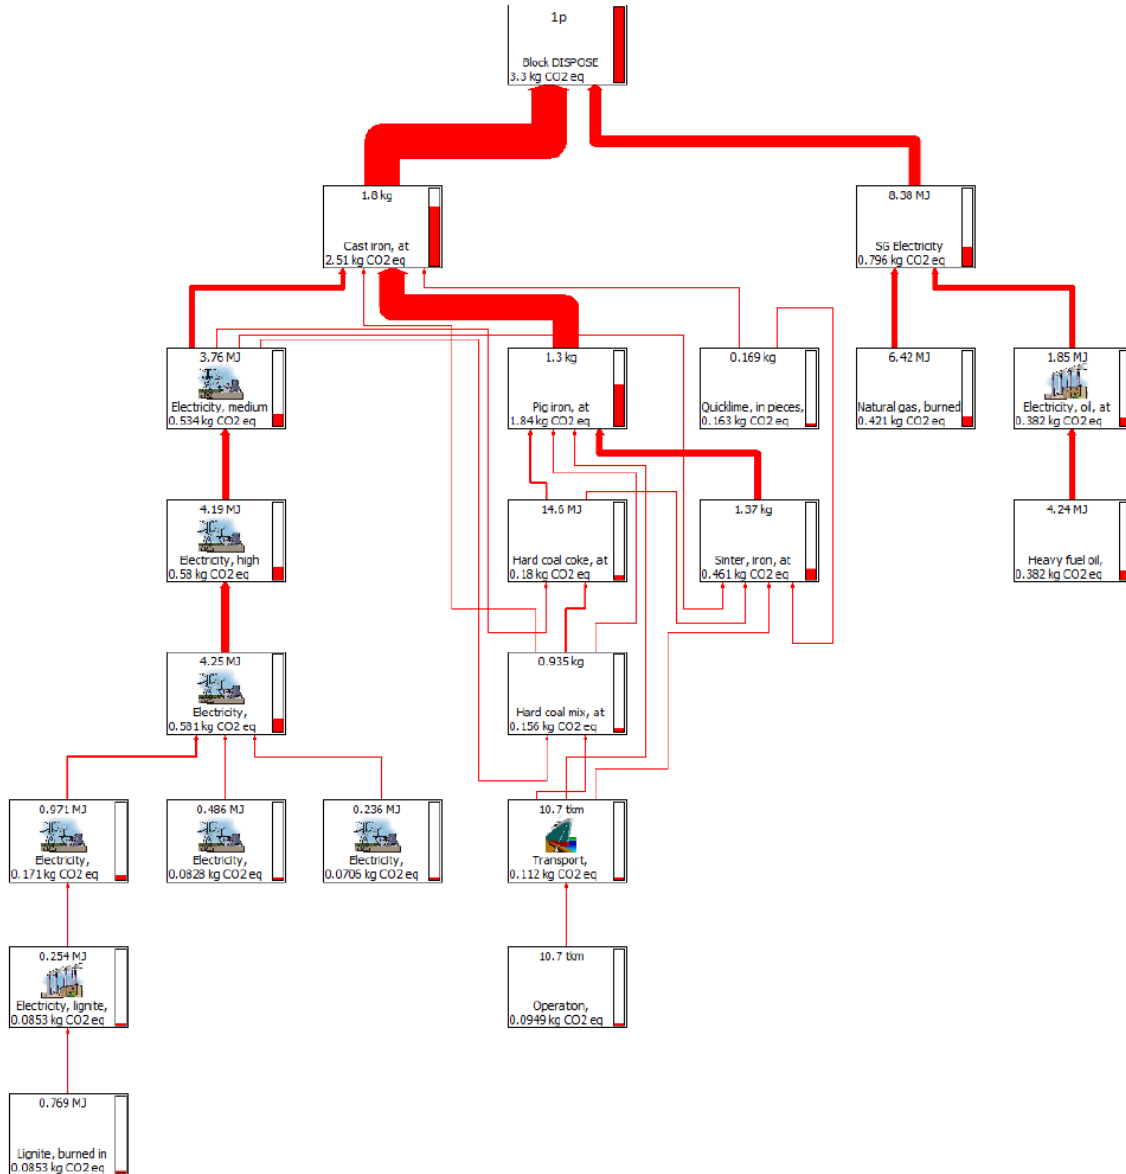 1p
Block DISPOSE
3.3 kg CO2 eq
1.8 kg
Cast iron, at
2.51 kg CO2 eq
8.38 MJ
SG Electricity
0.796 kg CO2 eq
3.76 MJ
Electricity, medium
0.534 kg CO2 eq
1.3 kg
Pig iron, at
1.84 kg CO2 eq
0.169 kg
Quicklime, in pieces,
0.163 kg CO2 eq
6.42 MJ
Natural gas, burned
0.421 kg CO2 eq
1.85 MJ
Electricity, oil, at
0.382 kg CO2 eq
4.19 MJ
Electricity, high
0.58 kg CO2 eq
14.6 MJ
Hard coal coke, at
0.18 kg CO2 eq
1.37 kg
Sinter, iron, at
0.461 kg CO2 eq
4.24 MJ
Heavy fuel oil,
0.382 kg CO2 eq
4.25 MJ
Electricity,
0.581 kg CO2 eq
0.935 kg
Hard coal mix, at
0.156 kg CO2 eq
0.971 MJ
Electricity,
0.171 kg CO2 eq
0.486 MJ
Electricity,
0.0828 kg CO2 eq
0.236 MJ
Electricity,
0.0706 kg CO2 eq
10.7 tkm
Transport,
0.112 kg CO2 eq
0.254 MJ
Electricity, lignite,
0.0853 kg CO2 eq
10.7 tkm
Operation,
0.0949 kg CO2 eq
0.769 MJ
Lignite, burned in
0.0853 kg CO2 eq